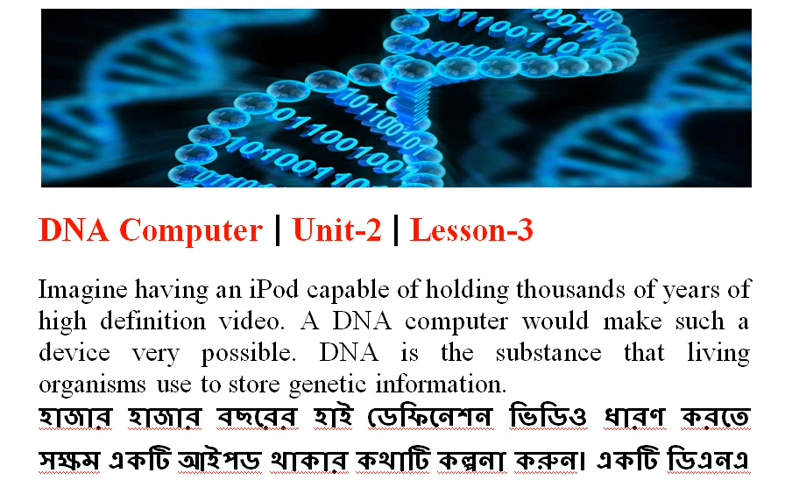 DNA Computer | Unit-2 | Lesson-3
Imagine having an iPod capable of holding thousands of years of
high definition video. A DNA computer would make such a
device very possible. DNA is the substance that living
organisms use to store genetic information.
হাজার হাজার বছরের হাই ডেফিনেশন ভিডিও ধারণ করতে
সক্ষম একটি আইপড থাকার কথাটি কল্পনা করুন। একটি ডিএনএ